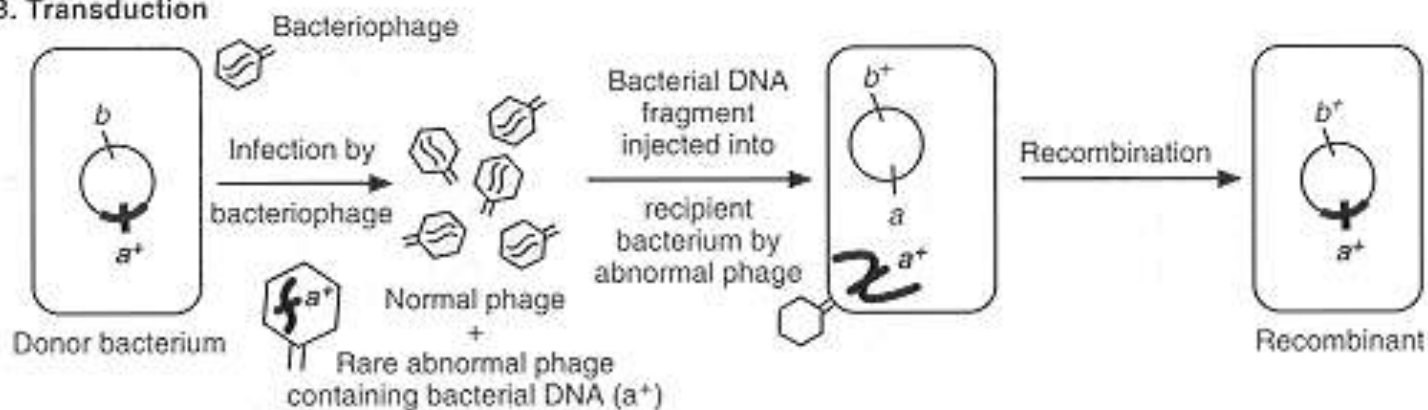 3. Transduction
Bacteriophage
b
a⁺
Donor bacterium
Infection by
bacteriophage
a⁺
Normal phage
+
Rare abnormal phage
containing bacterial DNA (a⁺)
Bacterial DNA
fragment
injected into
recipient
bacterium by
abnormal phage
b⁺
a
a⁺
Recombination
b⁺
a⁺
Recombinant